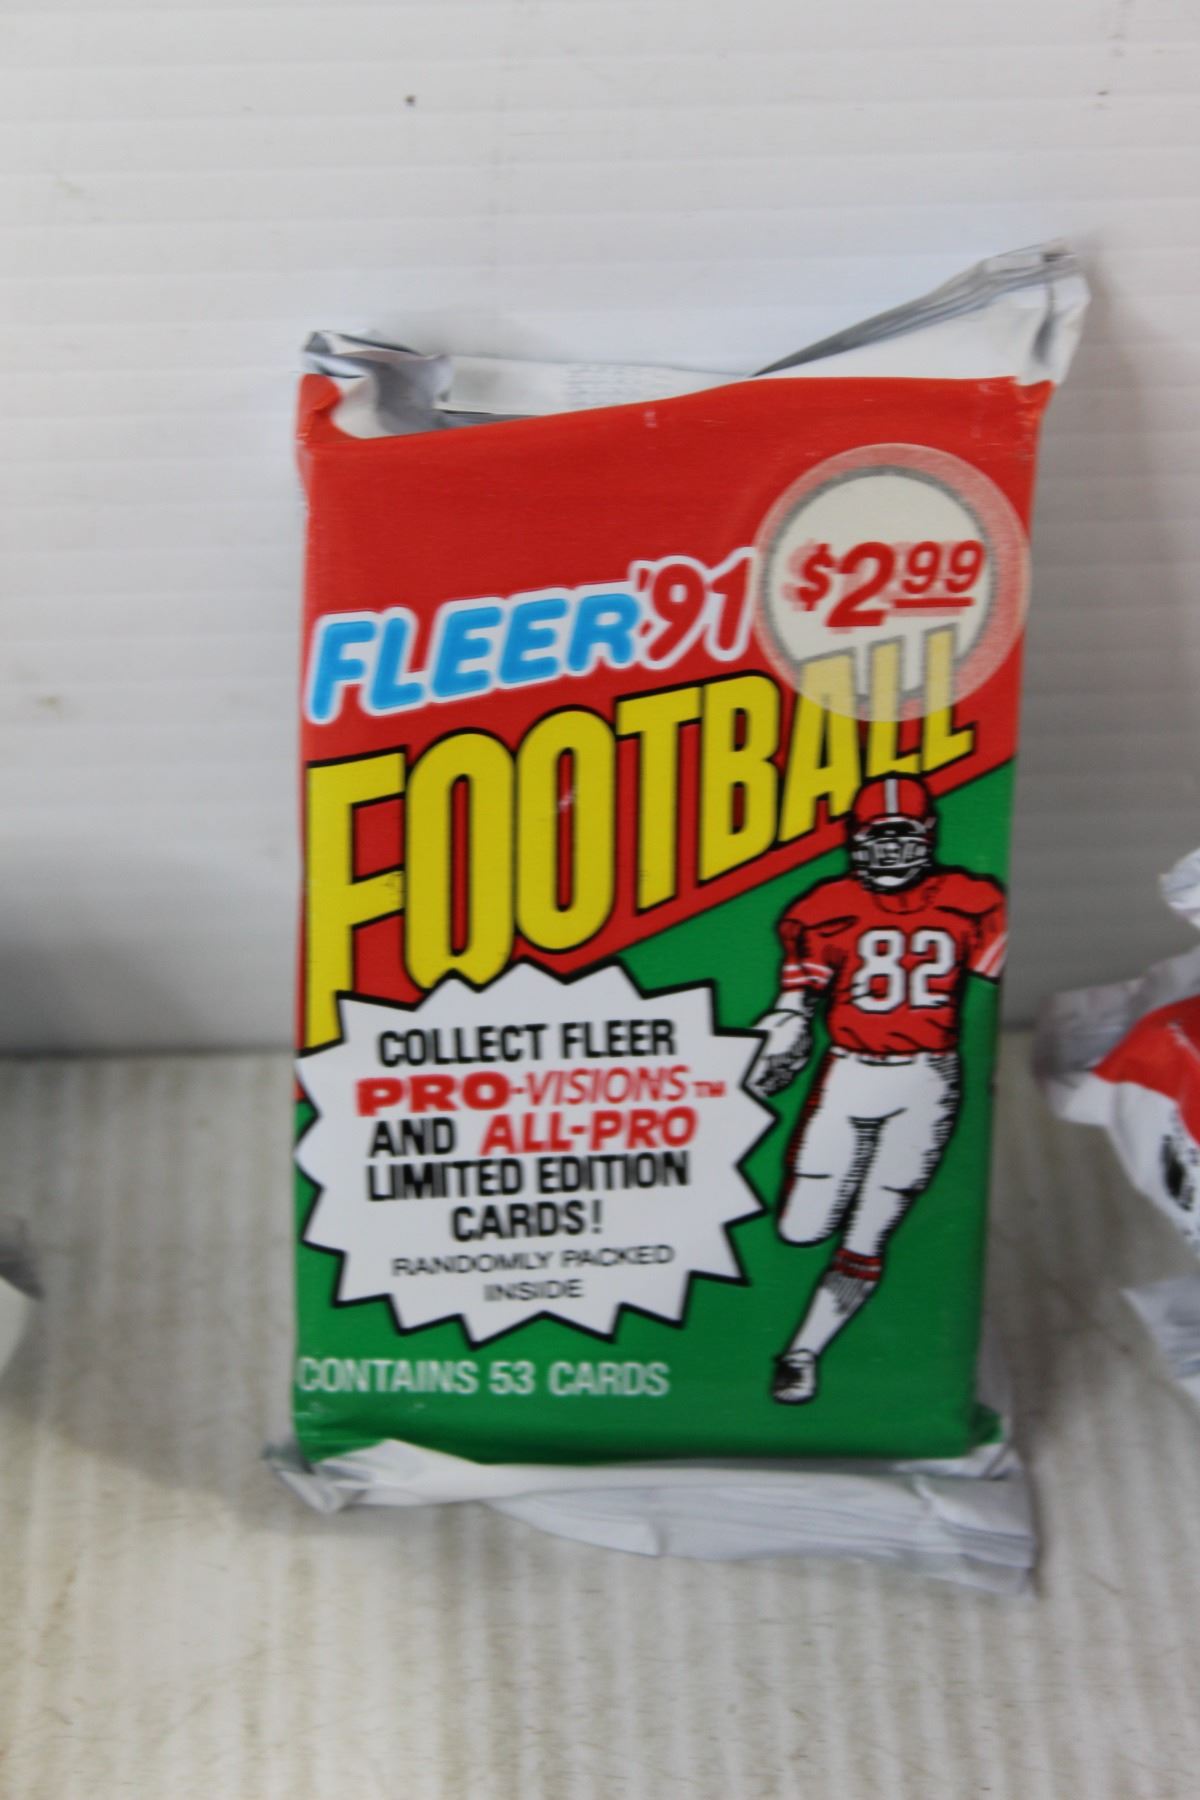 $2.99
FLEER '91
FOOTBALL
82
COLLECT FLEER
PRO-VISIONS™
AND ALL-PRO
LIMITED EDITION
CARDS!
RANDOMLY PACKED
INSIDE
CONTAINS 53 CARDS